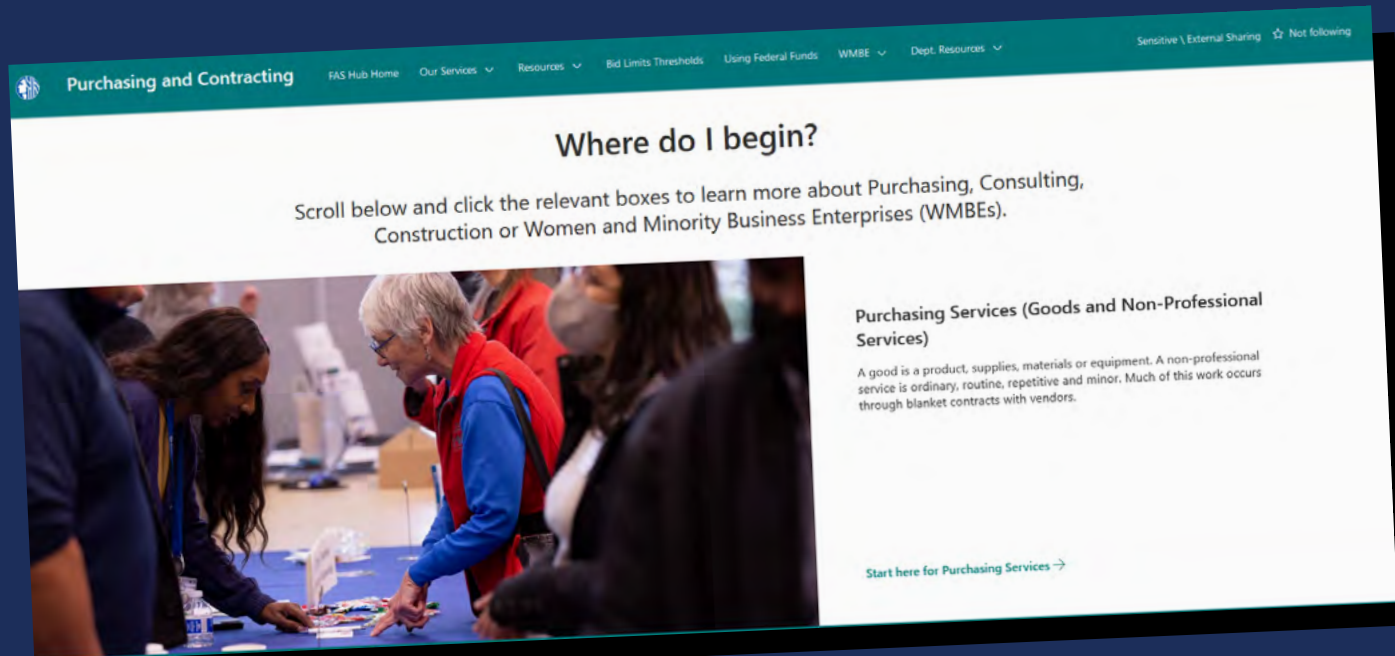 Purchasing and Contracting
FAS Hub Home
Our Services
Resources
Bid Limits Thresholds
Using Federal Funds
WMBE
Dept. Resources
Sensitive \ External Sharing
Not following
Where do I begin?
Scroll below and click the relevant boxes to learn more about Purchasing, Consulting,
Construction or Women and Minority Business Enterprises (WMBEs).
Purchasing Services (Goods and Non-Professional
Services)
A good is a product, supplies, materials or equipment. A non-professional
service is ordinary, routine, repetitive and minor. Much of this work occurs
through blanket contracts with vendors.
Start here for Purchasing Services →